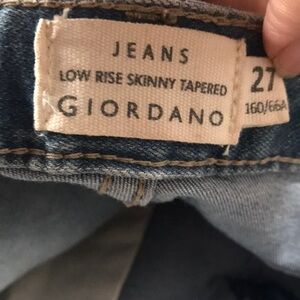 JEANS
LOW RISE SKINNY TAPERED
GIORDANO
27
160/66A